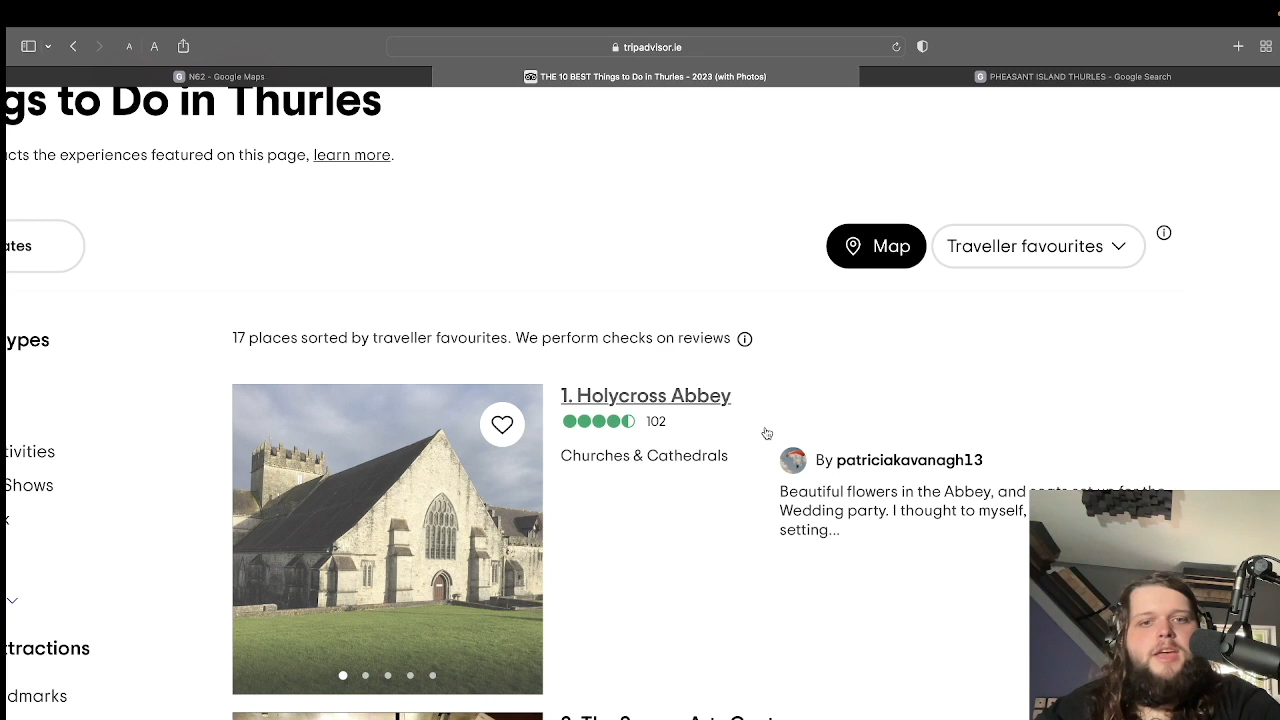 A A tripadvisor.ie
N62 - Google Maps THE 10 BEST Things to Do in Thurles - 2023 (with Photos) PHEASANT ISLAND THURLES - Google Search
gs to Do in Thurles
cts the experiences featured on this page, learn more.
ates Map Traveller favourites
17 places sorted by traveller favourites. We perform checks on reviews
ypes
1. Holycross Abbey
102
Churches & Cathedrals
tivities
Shows
x
By patriciakavanagh13
Beautiful flowers in the Abbey, and
Wedding party. I thought to myself,
setting...
ttractions
dmarks